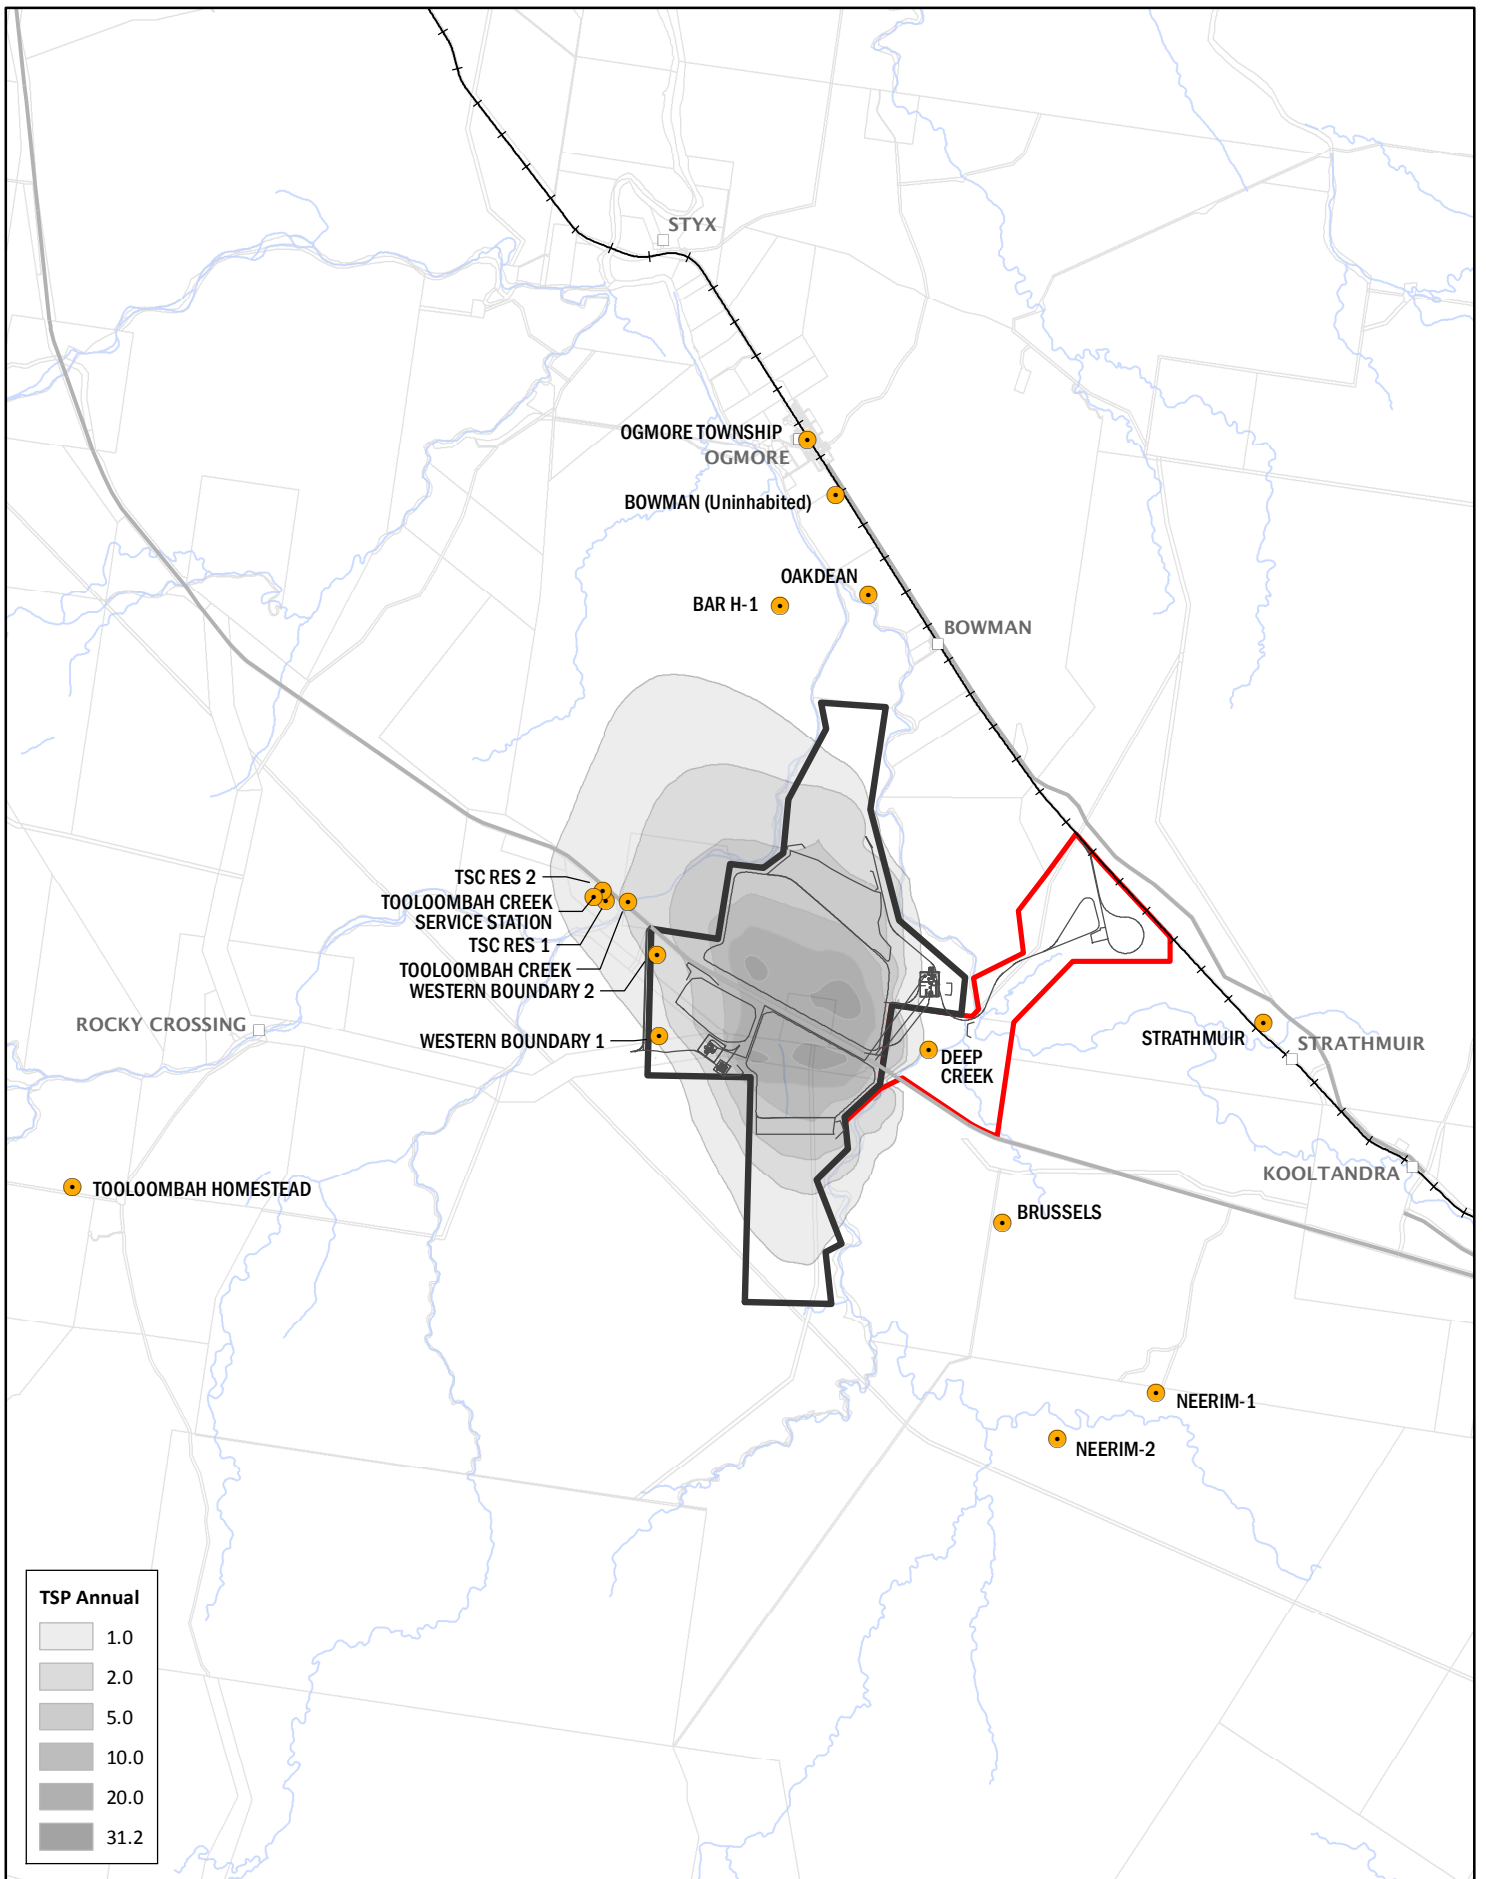 STYX
OGMORE TOWNSHIP
OGMORE
BOWMAN (Uninhabited)
OAKDEAN
BAR H-1
BOWMAN
TSC RES 2
TOOLOOMBAH CREEK
SERVICE STATION
TSC RES 1
TOOLOOMBAH CREEK
WESTERN BOUNDARY 2
ROCKY CROSSING
WESTERN BOUNDARY 1
STRATHMUIR
STRATHMUIR
DEEP
CREEK
KOOLTANDRA
TOOLOOMBAH HOMESTEAD
BRUSSELS
NEERIM-1
NEERIM-2
TSP Annual
1.0
2.0
5.0
10.0
20.0
31.2